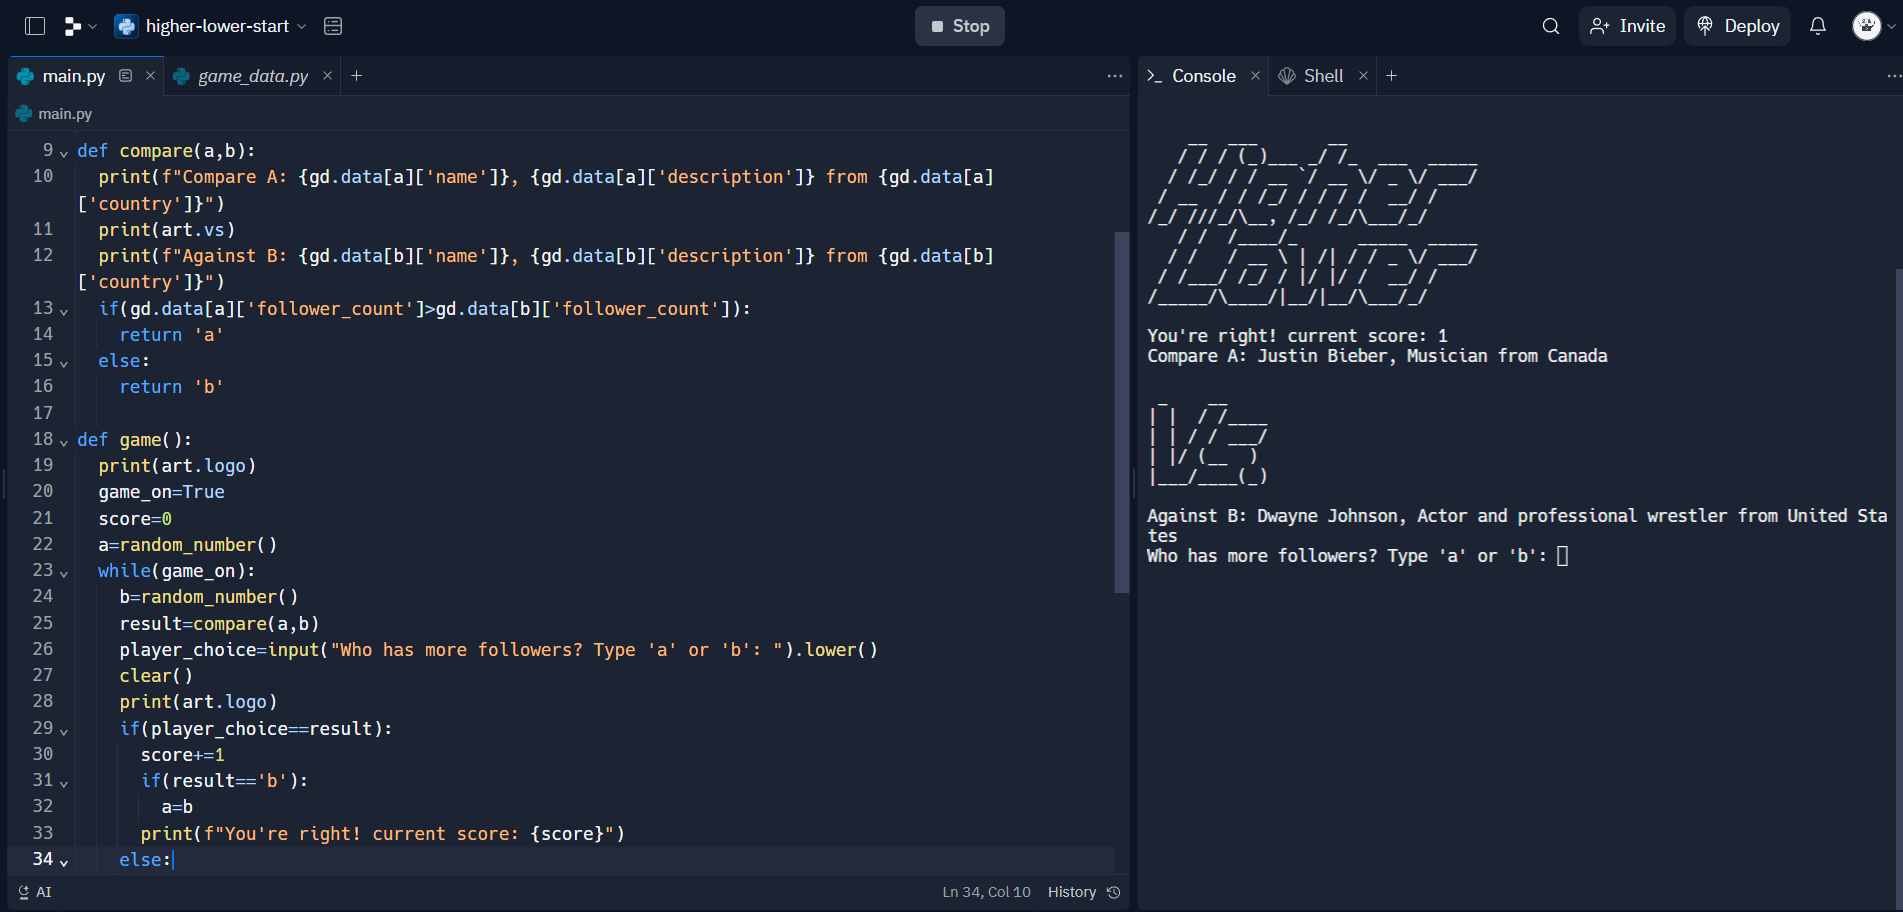 higher-lower-start
Stop
Invite
Deploy
main.py
game_data.py
Console
Shell
main.py
9 def compare(a,b):
10 print(f"Compare A: {gd.data[a]['name']}, {gd.data[a]['description']} from {gd.data[a]
['country']}")
11 print(art.vs)
12 print(f"Against B: {gd.data[b]['name']}, {gd.data[b]['description']} from {gd.data[b]
['country']}")
13 if(gd.data[a]['follower_count']>gd.data[b]['follower_count']):
14 return 'a'
15 else:
16 return 'b'
17
18 def game():
19 print(art.logo)
20 game_on=True
21 score=0
22 a=random_number()
23 while(game_on):
24 b=random_number()
25 result=compare(a,b)
26 player_choice=input("Who has more followers? Type 'a' or 'b': ").lower()
27 clear()
28 print(art.logo)
29 if(player_choice==result):
30 score+=1
31 if(result=='b'):
32 a=b
33 print(f"You're right! current score: {score}")
34 else:
AI
Ln 34, Col 10
History
Higher
Lower
You're right! current score: 1
Compare A: Justin Bieber, Musician from Canada
Vs.
Against B: Dwayne Johnson, Actor and professional wrestler from United Sta
tes
Who has more followers? Type 'a' or 'b':